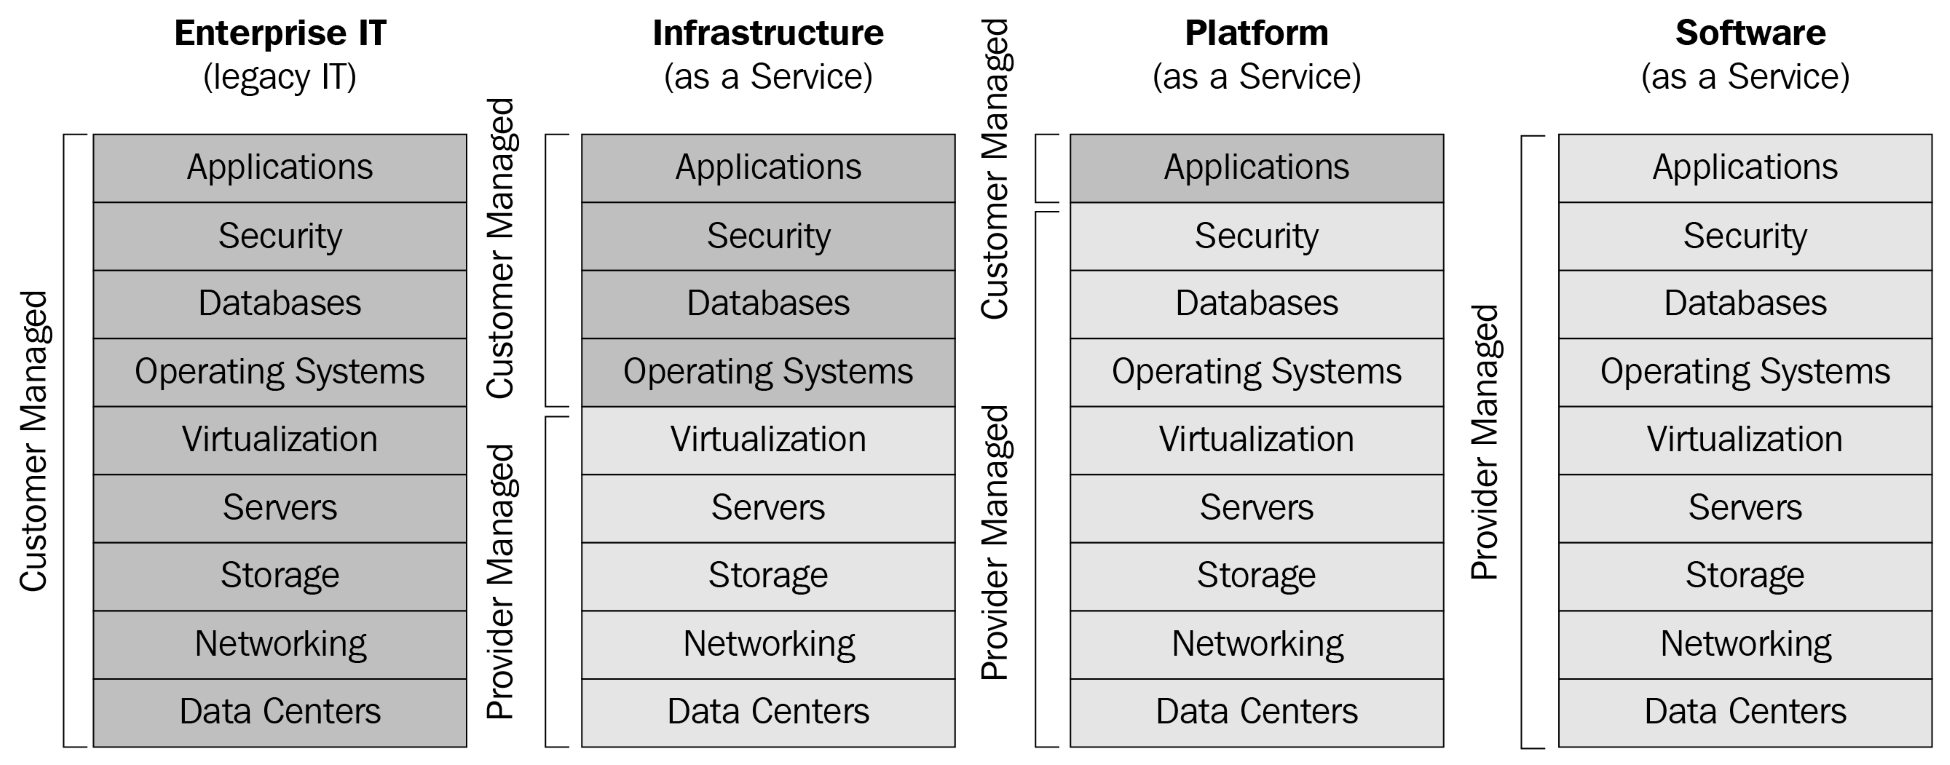 Enterprise IT
(legacy IT)
Customer Managed
Applications
Security
Databases
Operating Systems
Virtualization
Servers
Storage
Networking
Data Centers
Infrastructure
(as a Service)
Customer Managed
Provider Managed
Applications
Security
Databases
Operating Systems
Virtualization
Servers
Storage
Networking
Data Centers
Platform
(as a Service)
Customer Managed
Provider Managed
Applications
Security
Databases
Operating Systems
Virtualization
Servers
Storage
Networking
Data Centers
Software
(as a Service)
Provider Managed
Applications
Security
Databases
Operating Systems
Virtualization
Servers
Storage
Networking
Data Centers